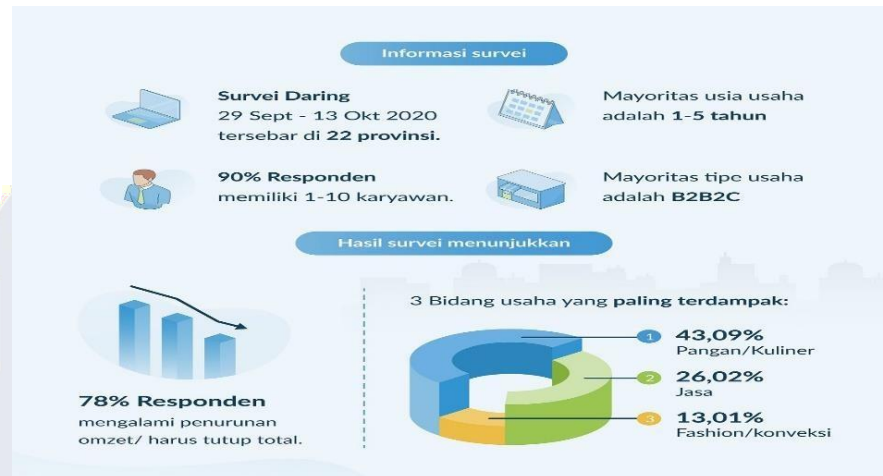 Informasi survei
Survei Daring
29 Sept - 13 Okt 2020
tersebar di 22 provinsi.
Mayoritas usia usaha
adalah 1-5 tahun
90% Responden
memiliki 1-10 karyawan.
Mayoritas tipe usaha
adalah B2B2C
Hasil survei menunjukkan
78% Responden
mengalami penurunan
omzet/ harus tutup total.
3 Bidang usaha yang paling terdampak:
1 43,09%
Pangan/Kuliner
2 26,02%
Jasa
3 13,01%
Fashion/konveksi